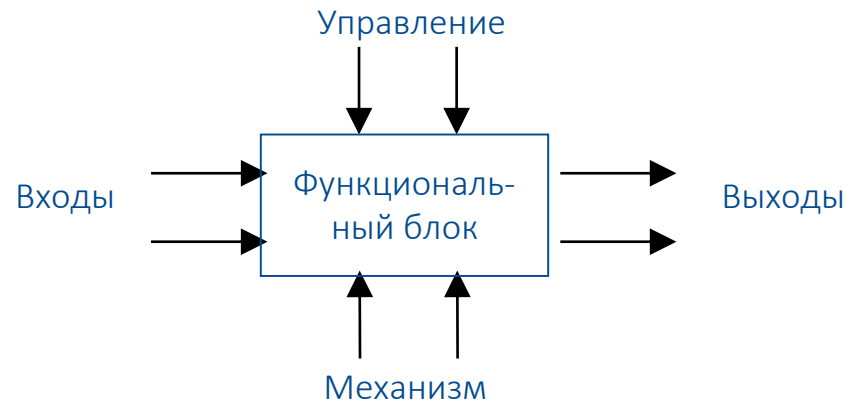 Управление
Входы
Функциональ-
ный блок
Выходы
Механизм